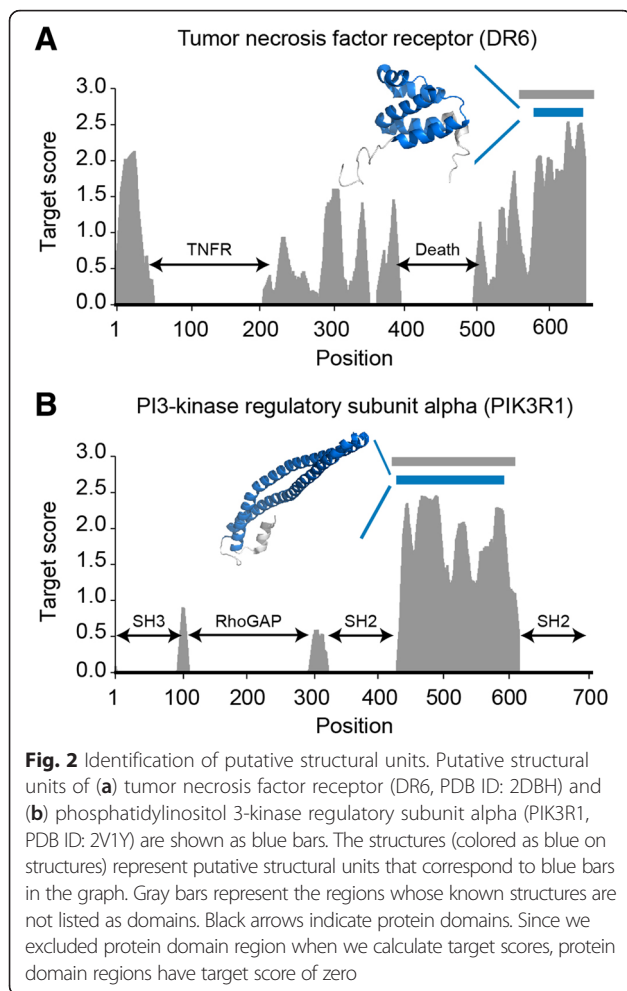 A
Tumor necrosis factor receptor (DR6)
3.0
2.5
2.0
1.5
1.0
0.5
0.0
Target score
TNFR
Death
1 100 200 300 400 500 600
Position
B
PI3-kinase regulatory subunit alpha (PIK3R1)
3.0
2.5
2.0
1.5
1.0
0.5
0.0
Target score
SH3
RhoGAP
SH2
SH2
1 100 200 300 400 500 600 700
Position
Fig. 2 Identification of putative structural units. Putative structural
units of (a) tumor necrosis factor receptor (DR6, PDB ID: 2DBH) and
(b) phosphatidylinositol 3-kinase regulatory subunit alpha (PIK3R1,
PDB ID: 2V1Y) are shown as blue bars. The structures (colored as blue on
structures) represent putative structural units that correspond to blue bars
in the graph. Gray bars represent the regions whose known structures are
not listed as domains. Black arrows indicate protein domains. Since we
excluded protein domain region when we calculate target scores, protein
domain regions have target score of zero